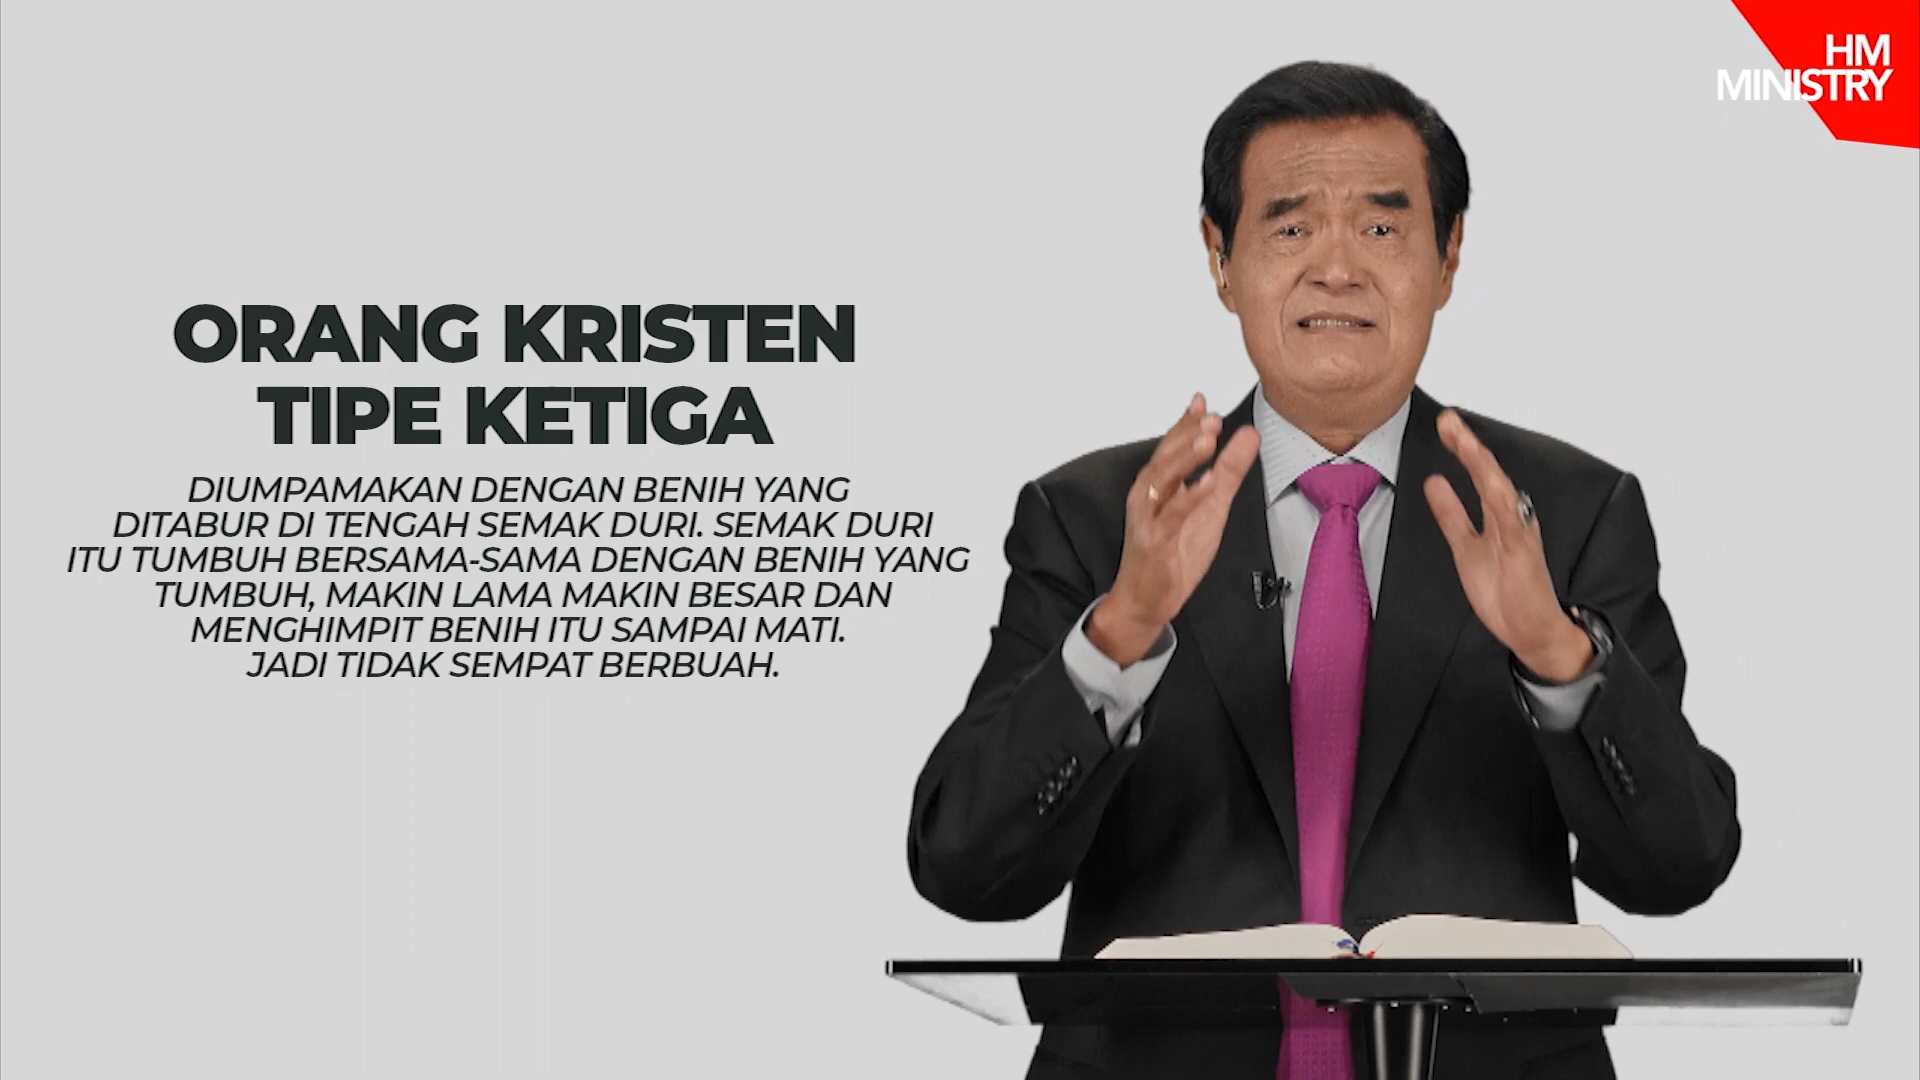 HM
MINISTRY
ORANG KRISTEN
TIPE KETIGA
DIUMPAMAKAN DENGAN BENIH YANG
DITABUR DI TENGAH SEMAK DURI. SEMAK DURI
ITU TUMBUH BERSAMA-SAMA DENGAN BENIH YANG
TUMBUH, MAKIN LAMA MAKIN BESAR DAN
MENGHIMPIT BENIH ITU SAMPAI MATI.
JADI TIDAK SEMPAT BERBUAH.